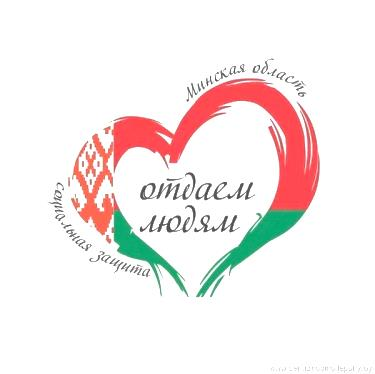 Минская область
отдаем
людям
социальная защита